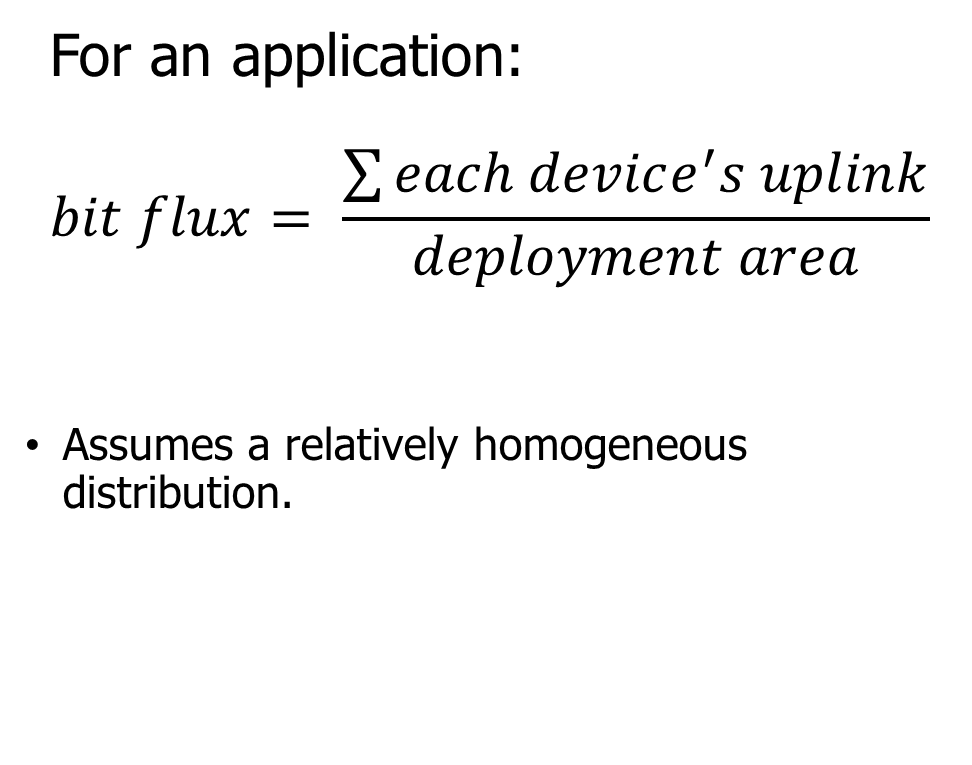 For an application:
bit flux = ∑ each device's uplink
deployment area
• Assumes a relatively homogeneous
distribution.